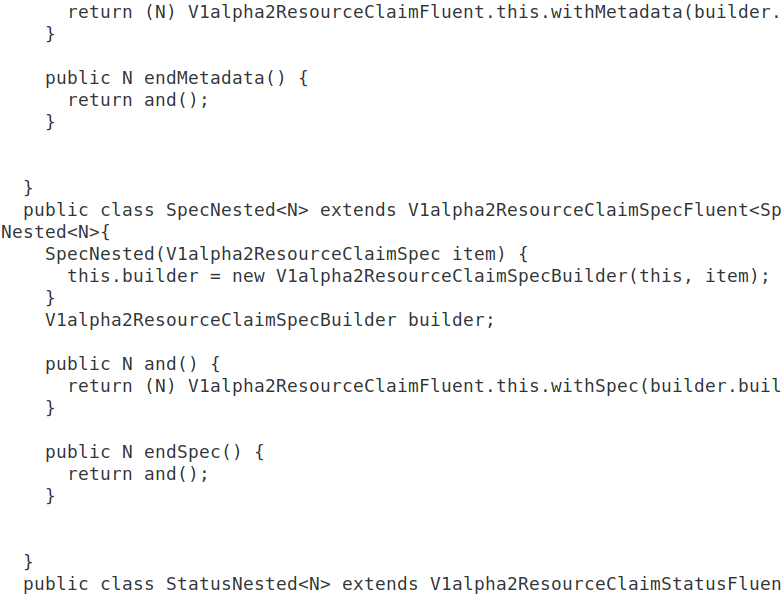 return (N) V1alpha2ResourceClaimFluent.this.withMetadata(builder.
    }

    public N endMetadata() {
      return and();
    }


  }
  public class SpecNested<N> extends V1alpha2ResourceClaimSpecFluent<Sp
Nested<N>{
    SpecNested(V1alpha2ResourceClaimSpec item) {
      this.builder = new V1alpha2ResourceClaimSpecBuilder(this, item);
    }
    V1alpha2ResourceClaimSpecBuilder builder;

    public N and() {
      return (N) V1alpha2ResourceClaimFluent.this.withSpec(builder.buil
    }

    public N endSpec() {
      return and();
    }


  }
  public class StatusNested<N> extends V1alpha2ResourceClaimStatusFluen